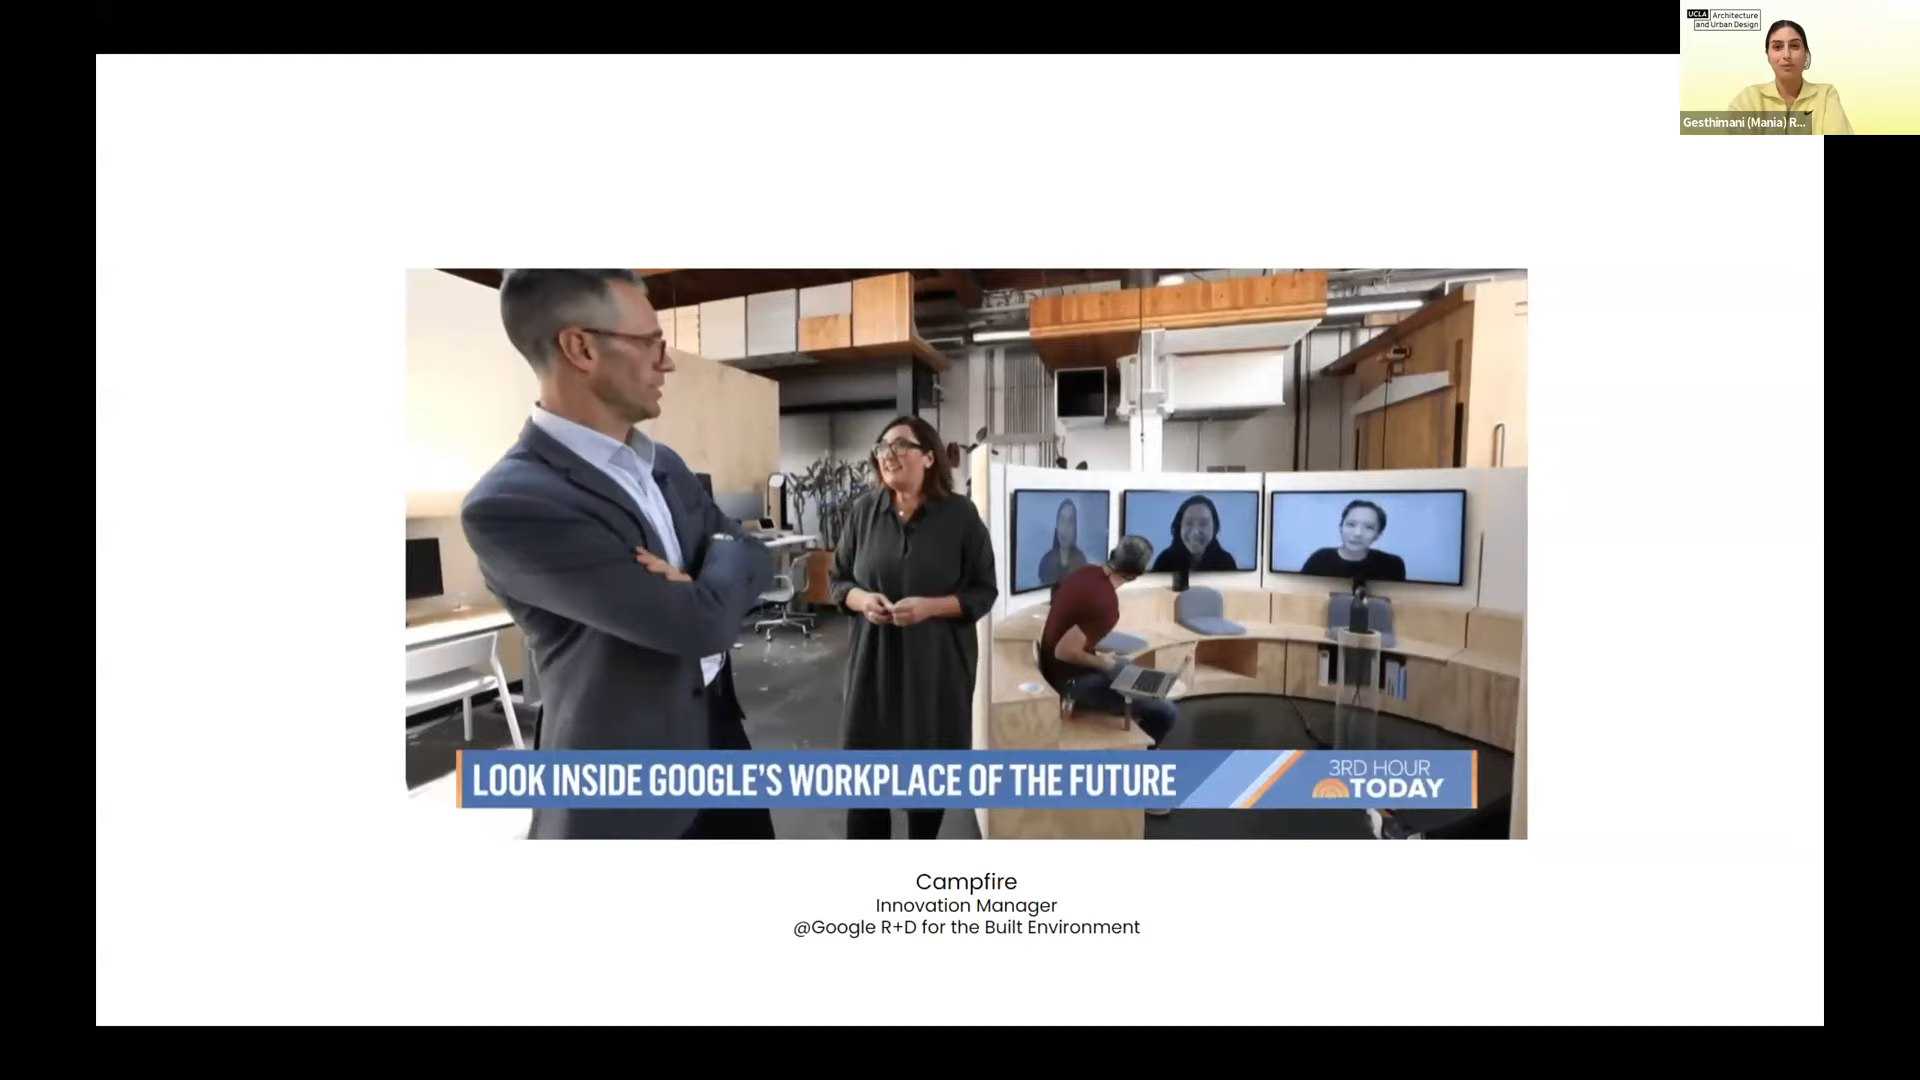 UCLA Architecture
and Urban Design
Gesthimani (Mania) R...
LOOK INSIDE GOOGLE'S WORKPLACE OF THE FUTURE
3RD HOUR
TODAY
Campfire
Innovation Manager
@Google R+D for the Built Environment